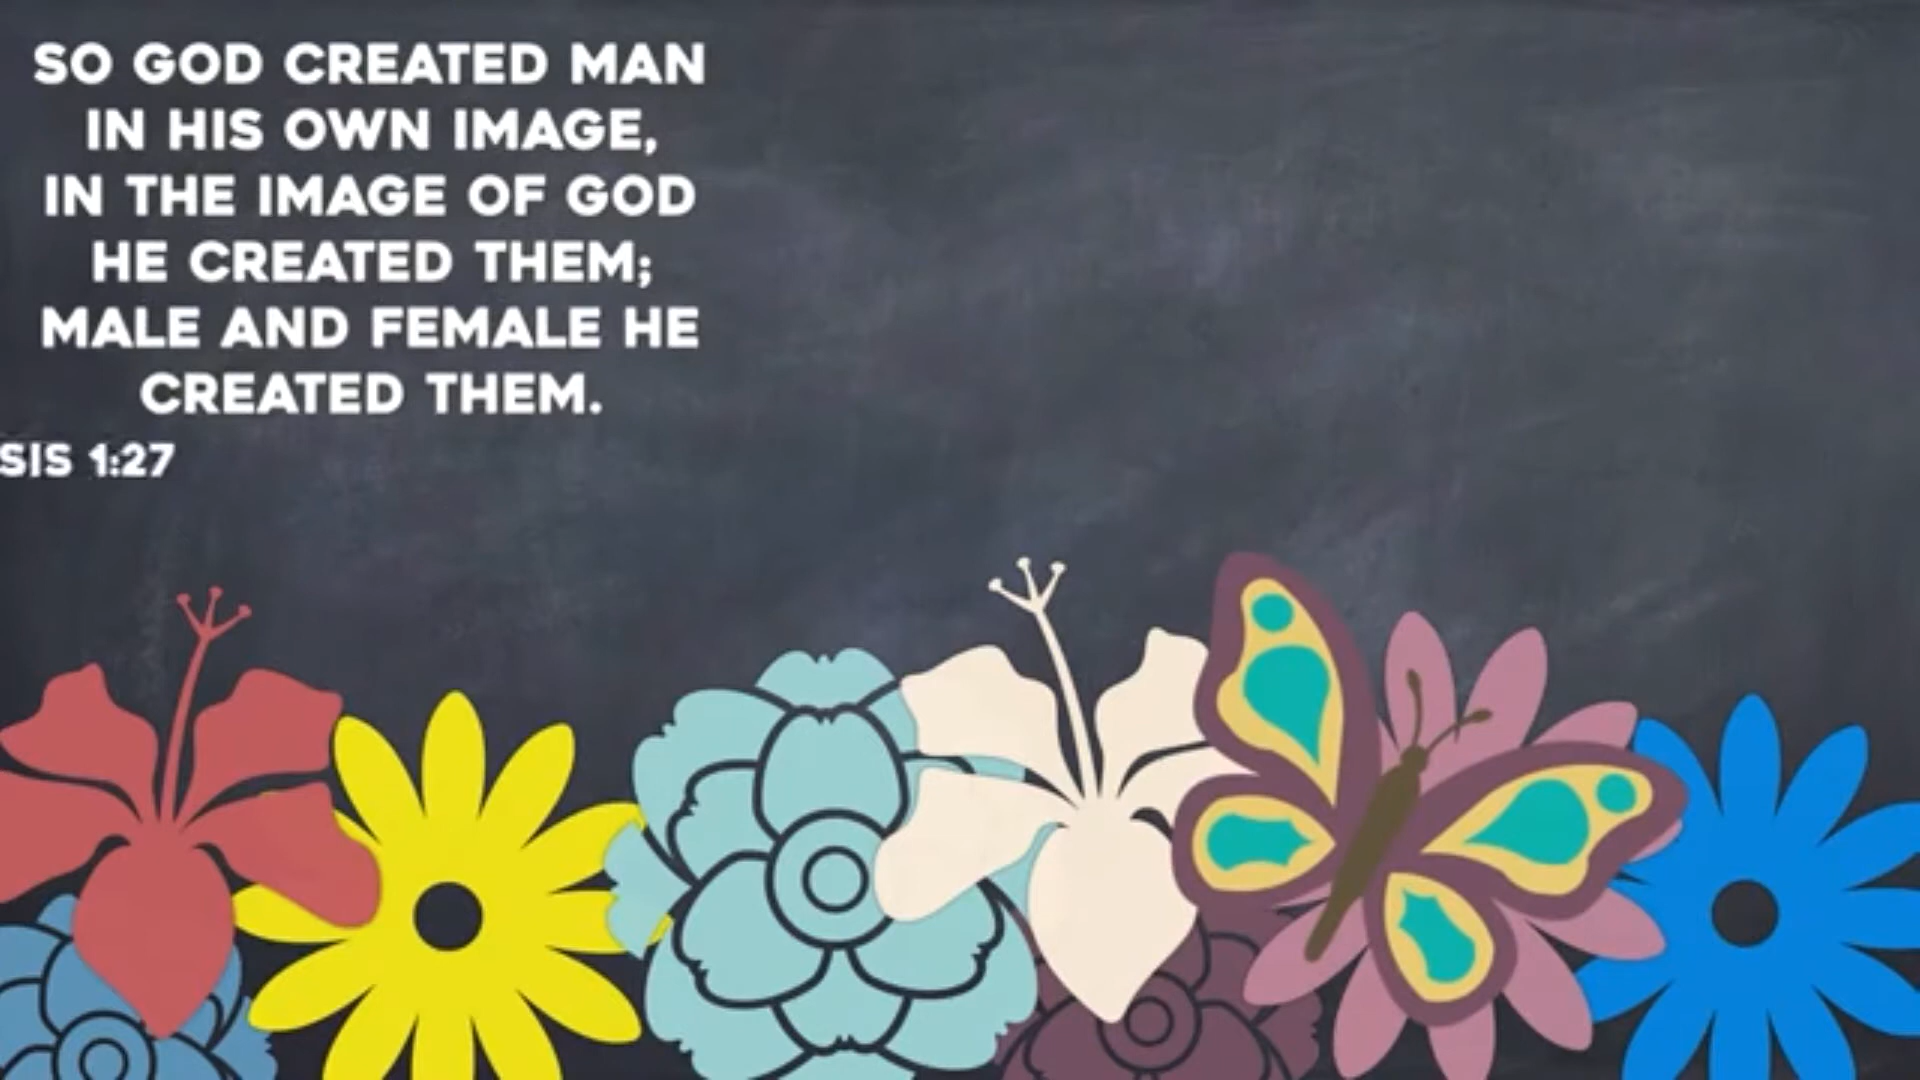 SO GOD CREATED MAN
IN HIS OWN IMAGE,
IN THE IMAGE OF GOD
HE CREATED THEM;
MALE AND FEMALE HE
CREATED THEM.
SIS 1:27